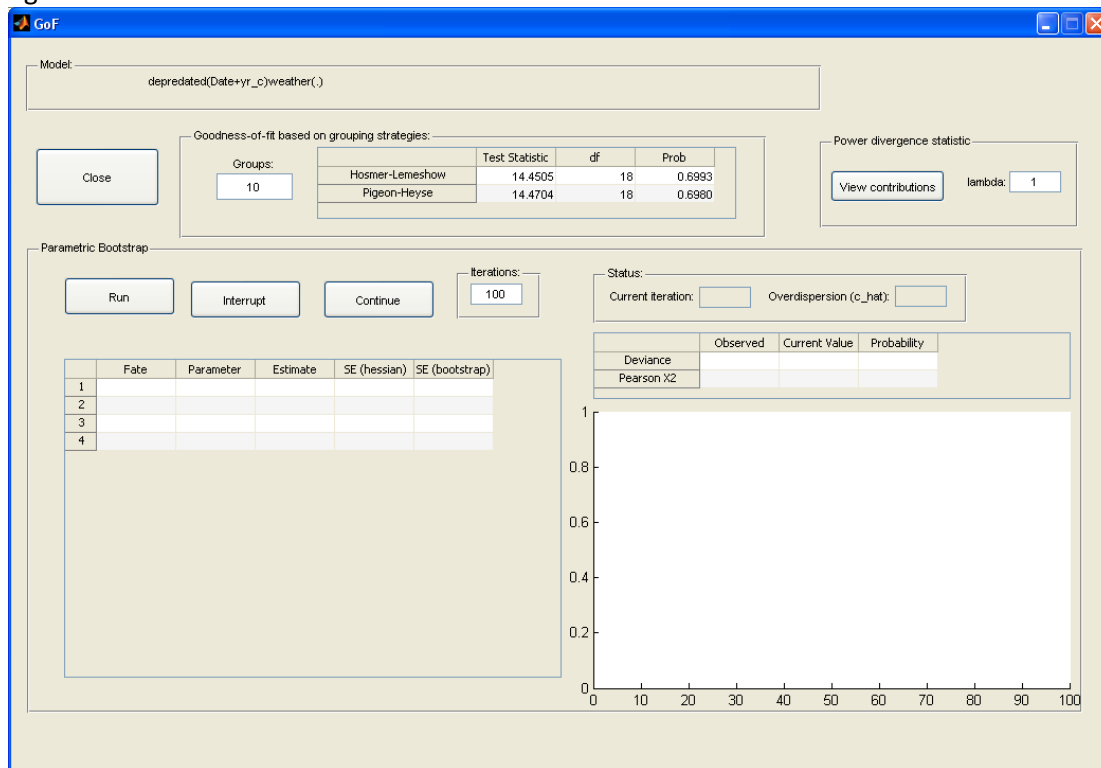 GoF
Model:
depredated(Date+yr_c)weather(.)
Close
Goodness-of-fit based on grouping strategies:
Groups:
10
Test Statistic df Prob
Hosmer-Lemeshow 14.4505 18 0.6993
Pigeon-Heyse 14.4704 18 0.6980
Power divergence statistic
View contributions
lambda: 1
Parametric Bootstrap
Run
Interrupt
Continue
Iterations:
100
Status:
Current iteration:
Overdispersion (c_hat):
Observed Current Value Probability
Deviance
Pearson X2
Fate Parameter Estimate SE (hessian) SE (bootstrap)
1
2
3
4
1
0.8
0.6
0.4
0.2
0
0 10 20 30 40 50 60 70 80 90 100